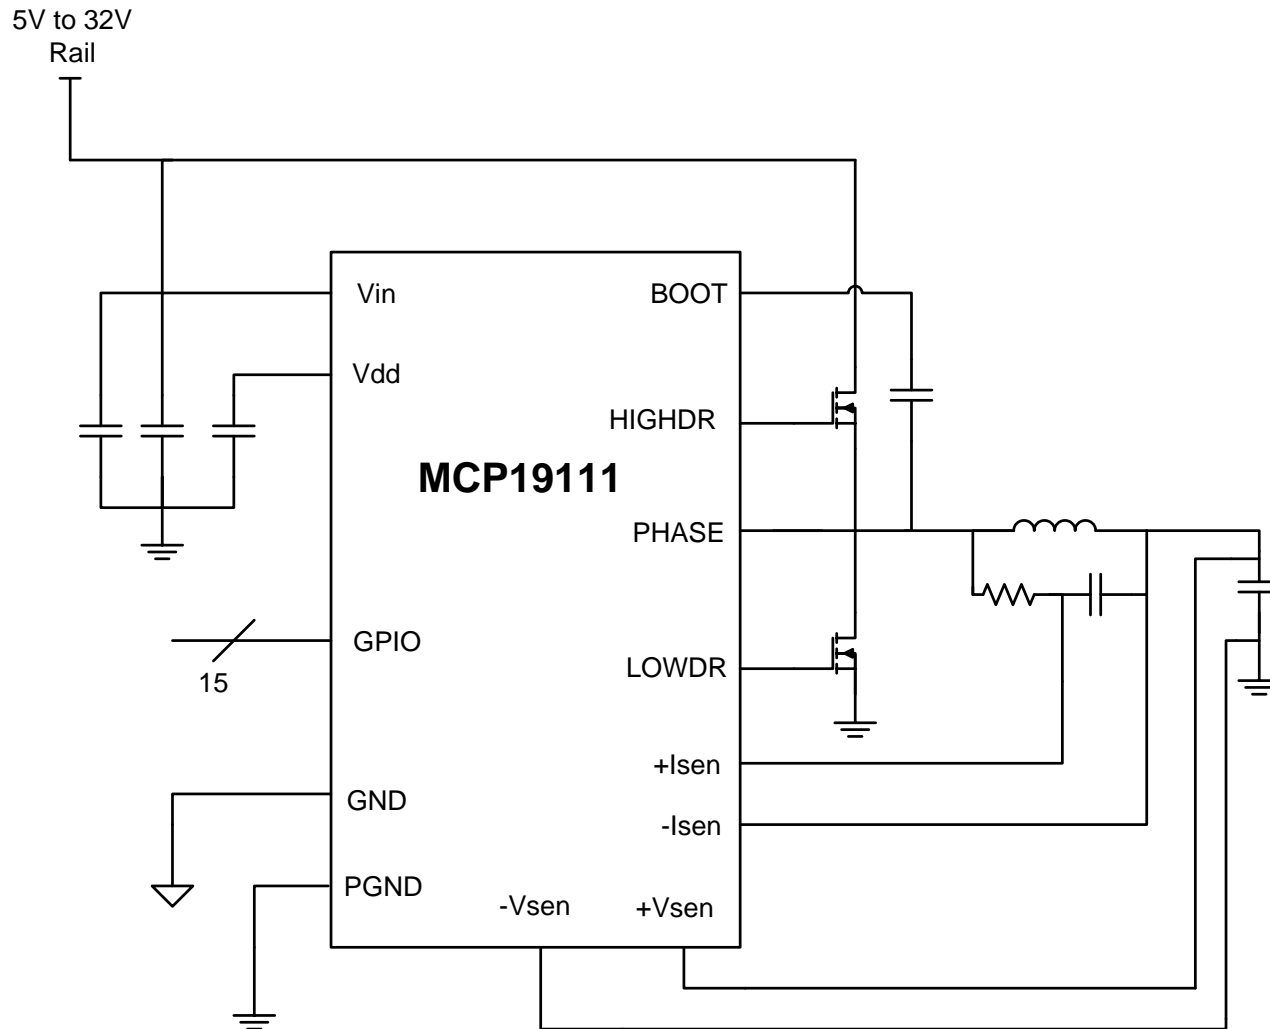 5V to 32V
Rail
Vin
BOOT
Vdd
HIGHDR
MCP19111
PHASE
GPIO
15
LOWDR
+Isen
GND
-Isen
PGND
-Vsen
+Vsen